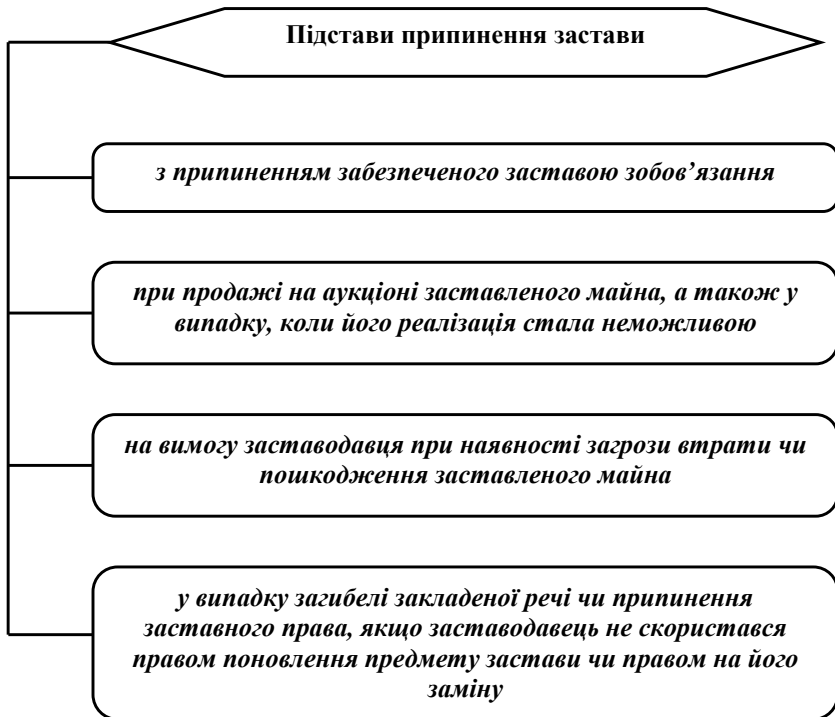 Підстави припинення застави
з припиненням забезпеченого заставою зобов’язання
при продажі на аукціоні заставленого майна, а також у
випадку, коли його реалізація стала неможливою
на вимогу заставодавця при наявності загрози втрати чи
пошкодження заставленого майна
у випадку загибелі закладеної речі чи припинення
заставного права, якщо заставодавець не скористався
правом поновлення предмету застави чи правом на його
заміну